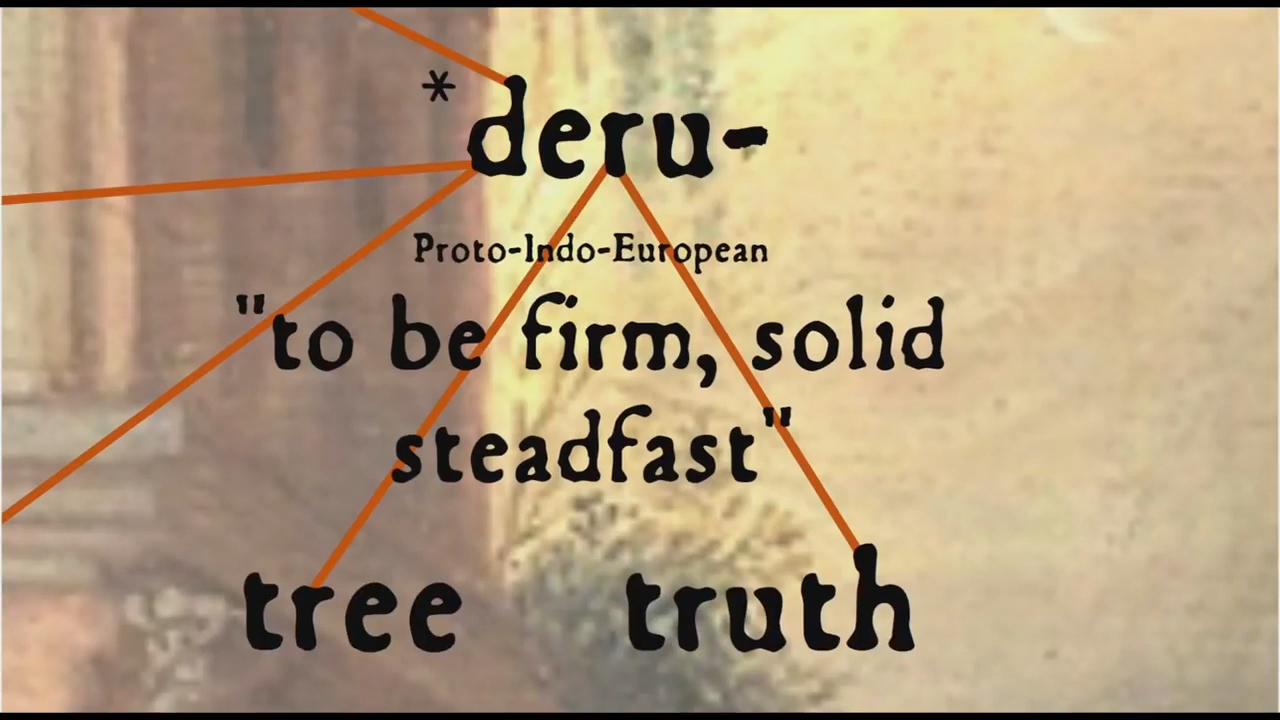 *deru-
Proto-Indo-European
"to be firm, solid
steadfast"
tree truth